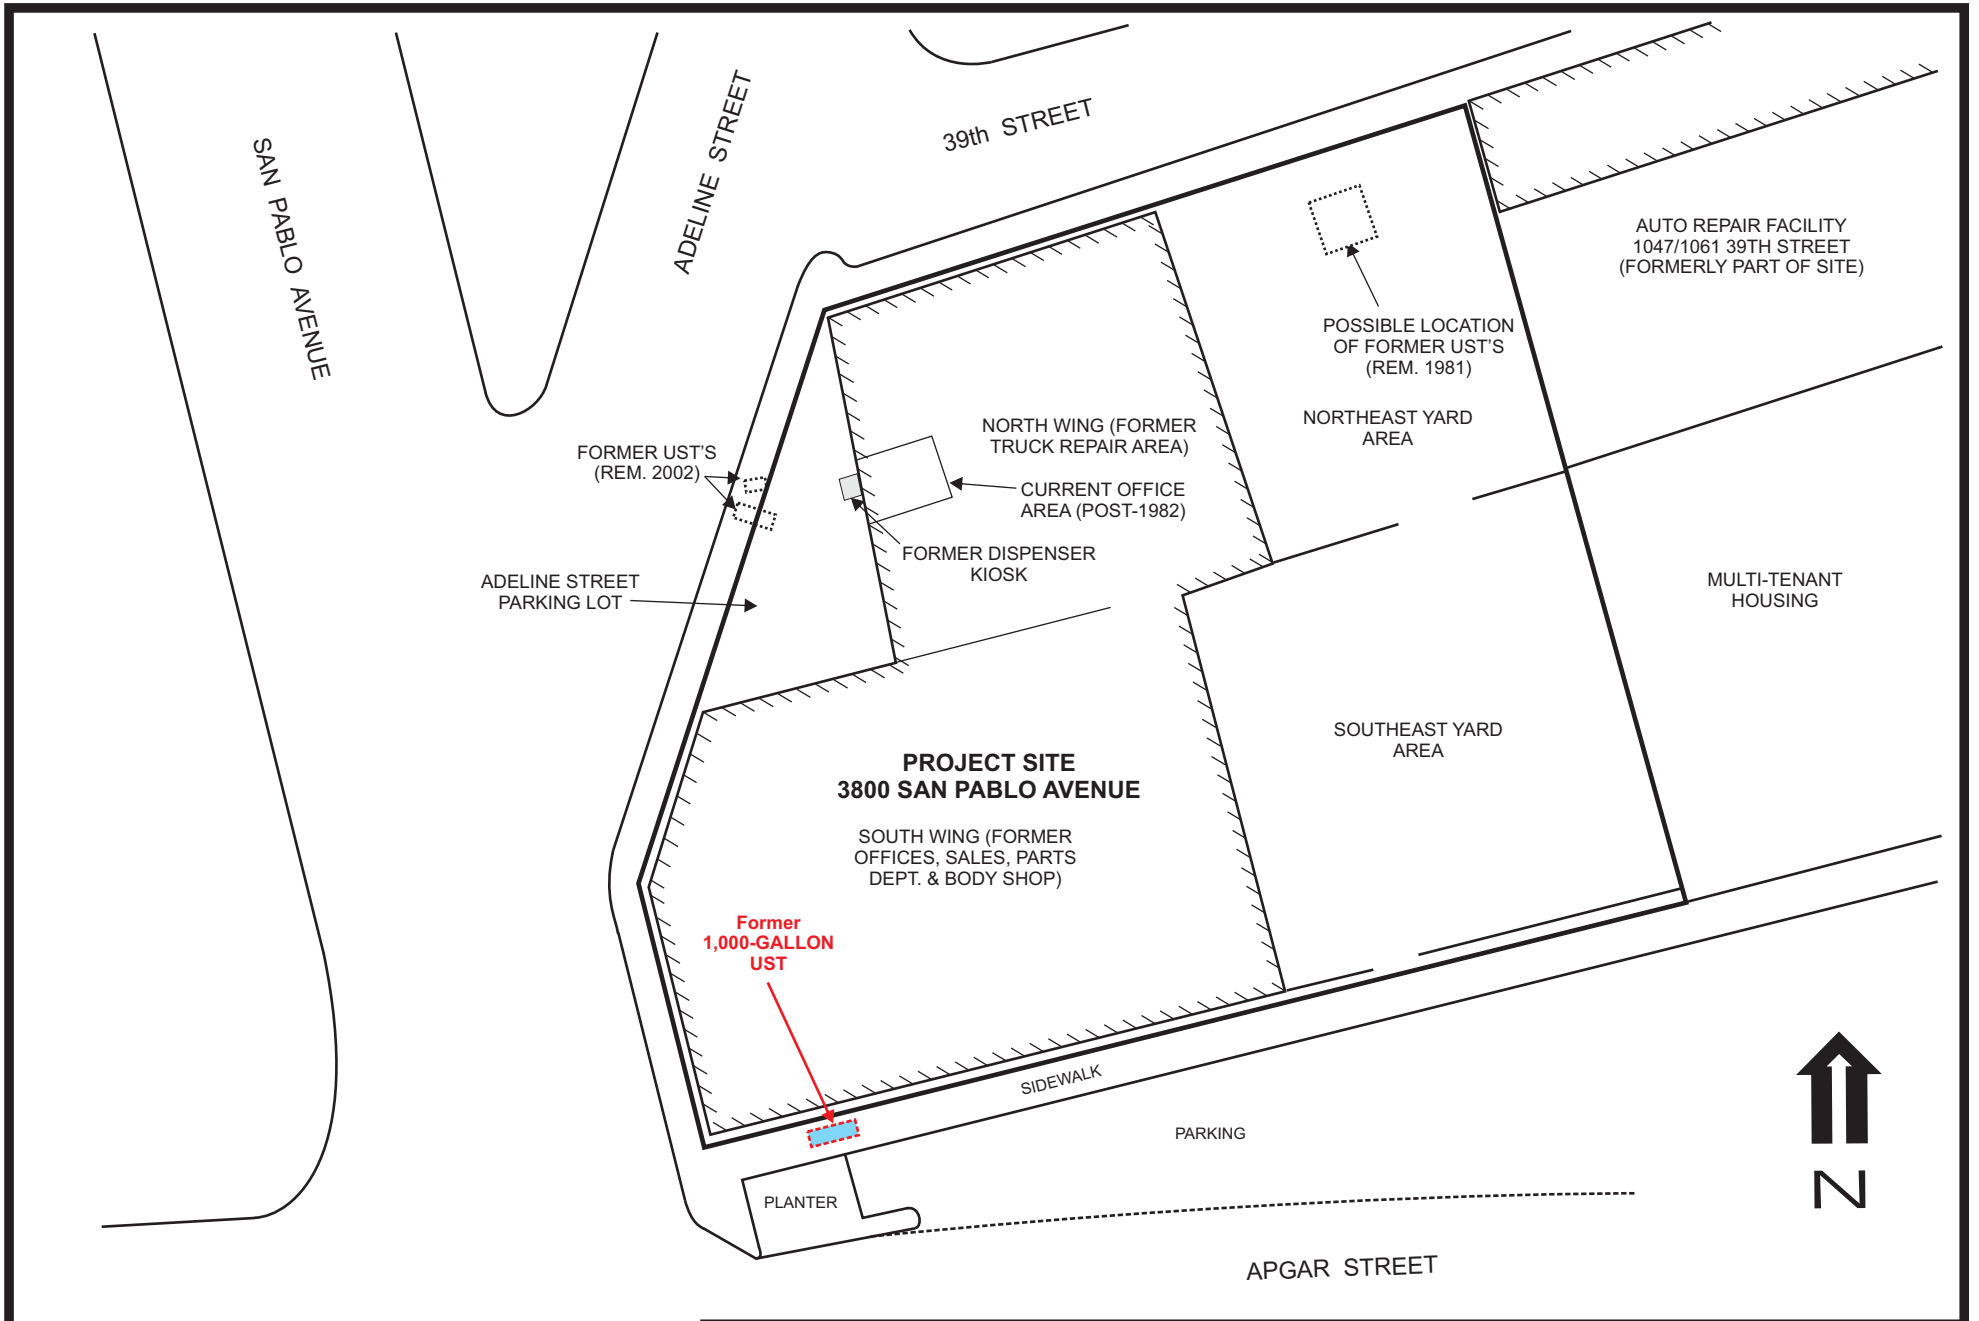 SAN PABLO AVENUE
ADELINE STREET
39th STREET
AUTO REPAIR FACILITY
1047/1061 39TH STREET
(FORMERLY PART OF SITE)
POSSIBLE LOCATION
OF FORMER UST'S
(REM. 1981)
NORTHEAST YARD
AREA
NORTH WING (FORMER
TRUCK REPAIR AREA)
FORMER UST'S
(REM. 2002)
CURRENT OFFICE
AREA (POST-1982)
FORMER DISPENSER
KIOSK
ADELINE STREET
PARKING LOT
MULTI-TENANT
HOUSING
SOUTHEAST YARD
AREA
PROJECT SITE
3800 SAN PABLO AVENUE
SOUTH WING (FORMER
OFFICES, SALES, PARTS
DEPT. & BODY SHOP)
Former
1,000-GALLON
UST
SIDEWALK
PARKING
PLANTER
N
APGAR STREET